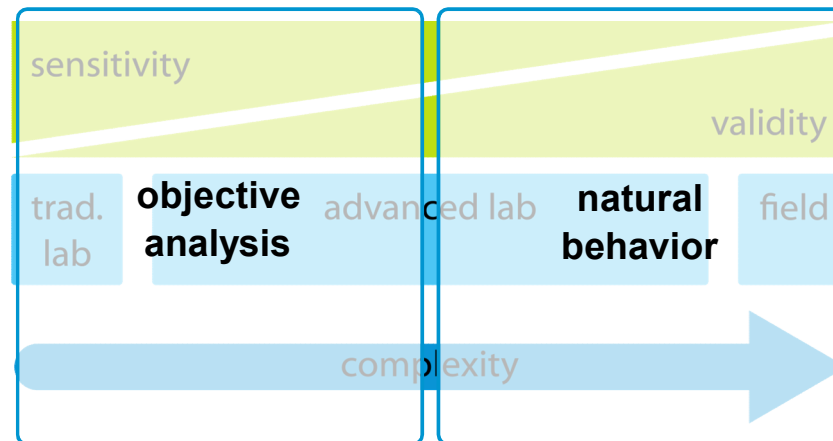 sensitivity
validity
trad.
lab
objective
analysis
advanced lab
natural
behavior
field
complexity